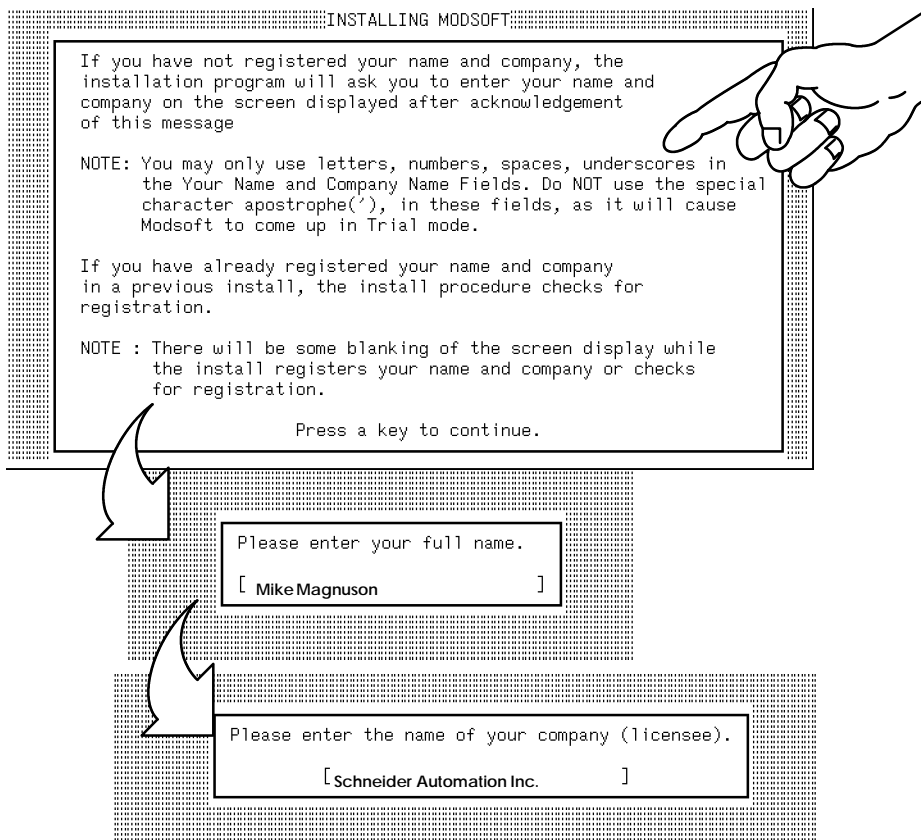 INSTALLING MODSOFT
If you have not registered your name and company, the
installation program will ask you to enter your name and
company on the screen displayed after acknowledgement
of this message
NOTE: You may only use letters, numbers, spaces, underscores in
the Your Name and Company Name Fields. Do NOT use the special
character apostrophe('), in these fields, as it will cause
Modsoft to come up in Trial mode.
If you have already registered your name and company
in a previous install, the install procedure checks for
registration.
NOTE : There will be some blanking of the screen display while
the install registers your name and company or checks
for registration.
Press a key to continue.
Please enter your full name.
[ Mike Magnuson ]
Please enter the name of your company (licensee).
[ Schneider Automation Inc. ]